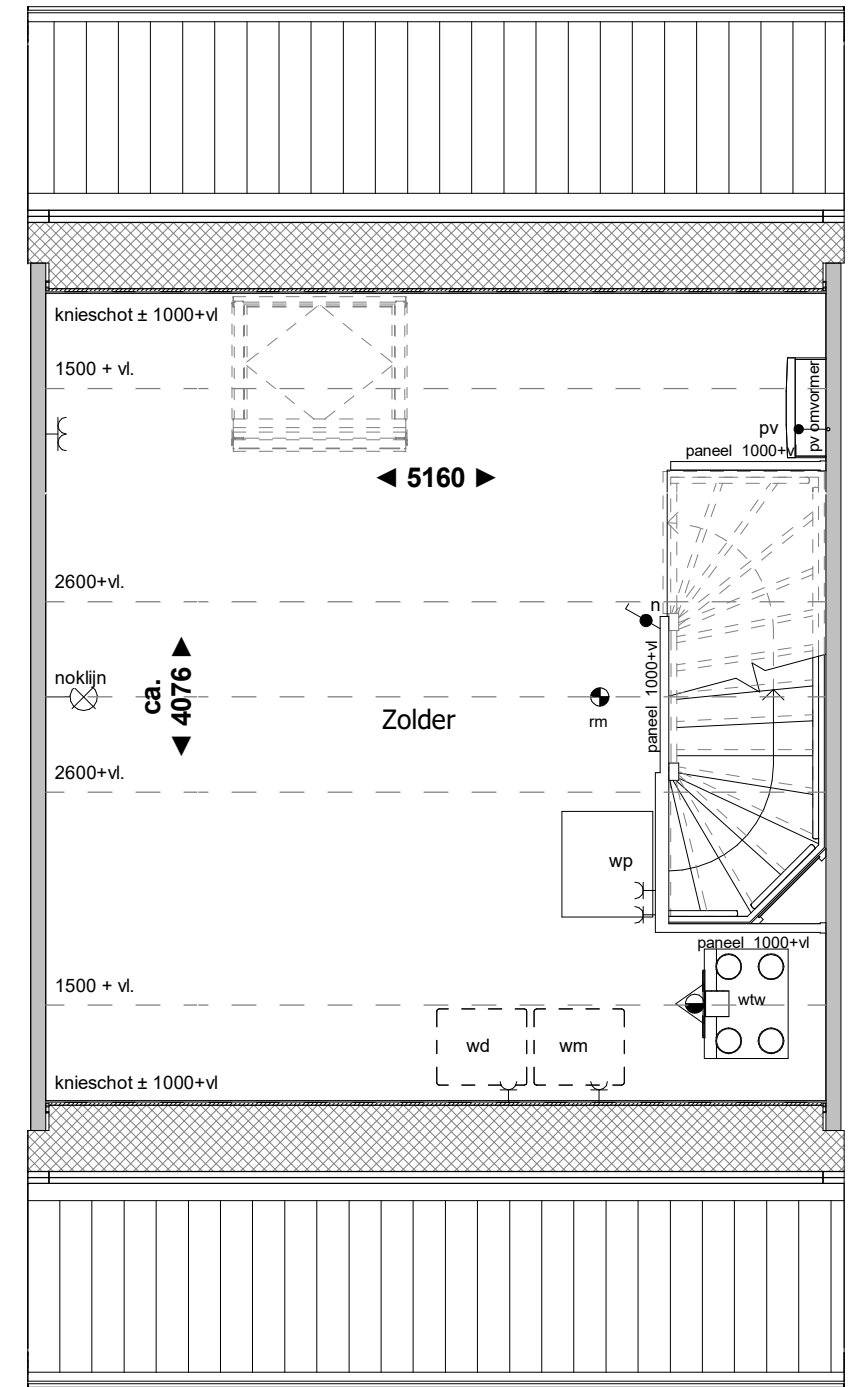 knieschot ± 1000+vl
1500 + vl.
pv omvormer
pv
paneel 1000+vl
5160
2600+vl.
n
paneel 1000+vl
noklijn
ca.
4076
Zolder
rm
2600+vl.
wp
paneel 1000+vl
1500 + vl.
wtw
wd
wm
knieschot ± 1000+vl